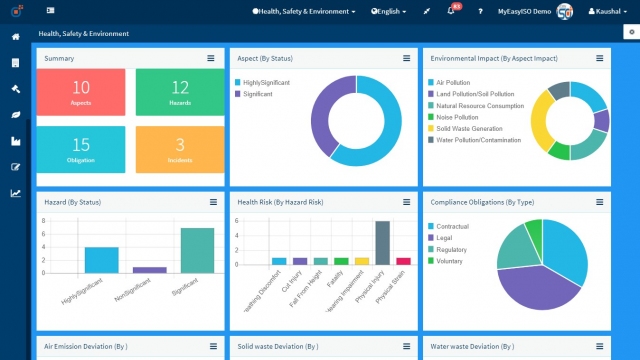 Health, Safety & Environment
English
63
?
MyEasyISO Demo
Kaushal
Health, Safety & Environment
Summary
10
Aspects
12
Hazards
15
Obligation
3
Incidents
Aspect (By Status)
HighlySignificant
Significant
Environmental Impact (By Aspect Impact)
Air Pollution
Land Pollution/Soil Pollution
Natural Resource Consumption
Noise Pollution
Solid Waste Generation
Water Pollution/Contamination
Hazard (By Status)
8
6
4
2
0
HighlySignificant
NonSignificant
Significant
Health Risk (By Hazard Risk)
6
4
2
0
eathing Discomfort
Cut Injury
Fall From Height
Fatality
Hearing Impairment
Physical Injury
Physical Strain
Compliance Obligations (By Type)
Contractual
Legal
Regulatory
Voluntary
Air Emission Deviation (By )
Solid waste Deviation (By )
Water waste Deviation (By )